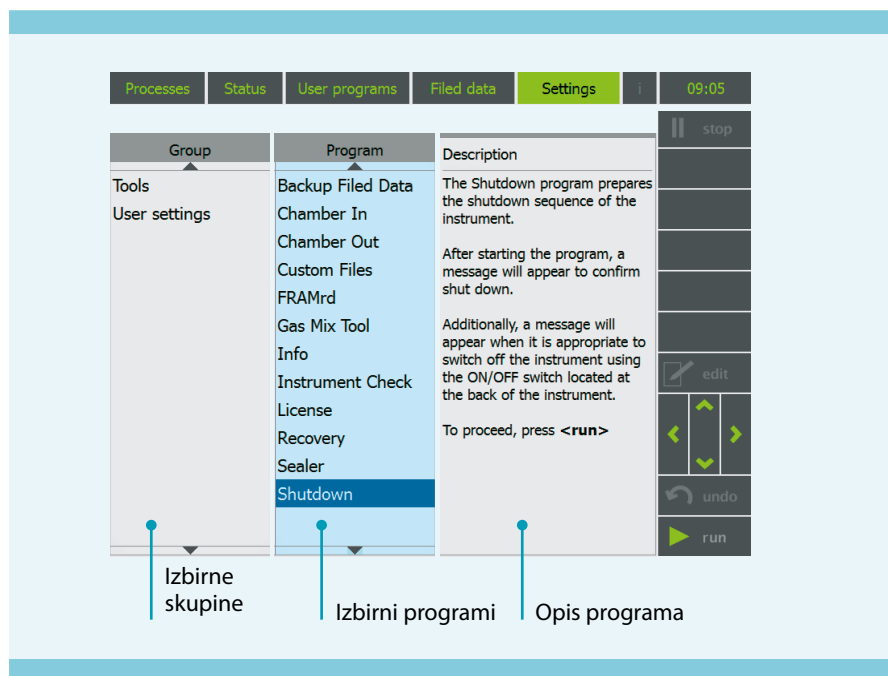 Processes
Status
User programs
Filed data
Settings
i
09:05
stop
Group
Tools
User settings
Program
Backup Filed Data
Chamber In
Chamber Out
Custom Files
FRAMrd
Gas Mix Tool
Info
Instrument Check
License
Recovery
Sealer
Shutdown
Description
The Shutdown program prepares
the shutdown sequence of the
instrument.
After starting the program, a
message will appear to confirm
shut down.
Additionally, a message will
appear when it is appropriate to
switch off the instrument using
the ON/OFF switch located at
the back of the instrument.
To proceed, press <run>
edit
undo
run
Izbirne
skupine
Izbirni programi
Opis programa